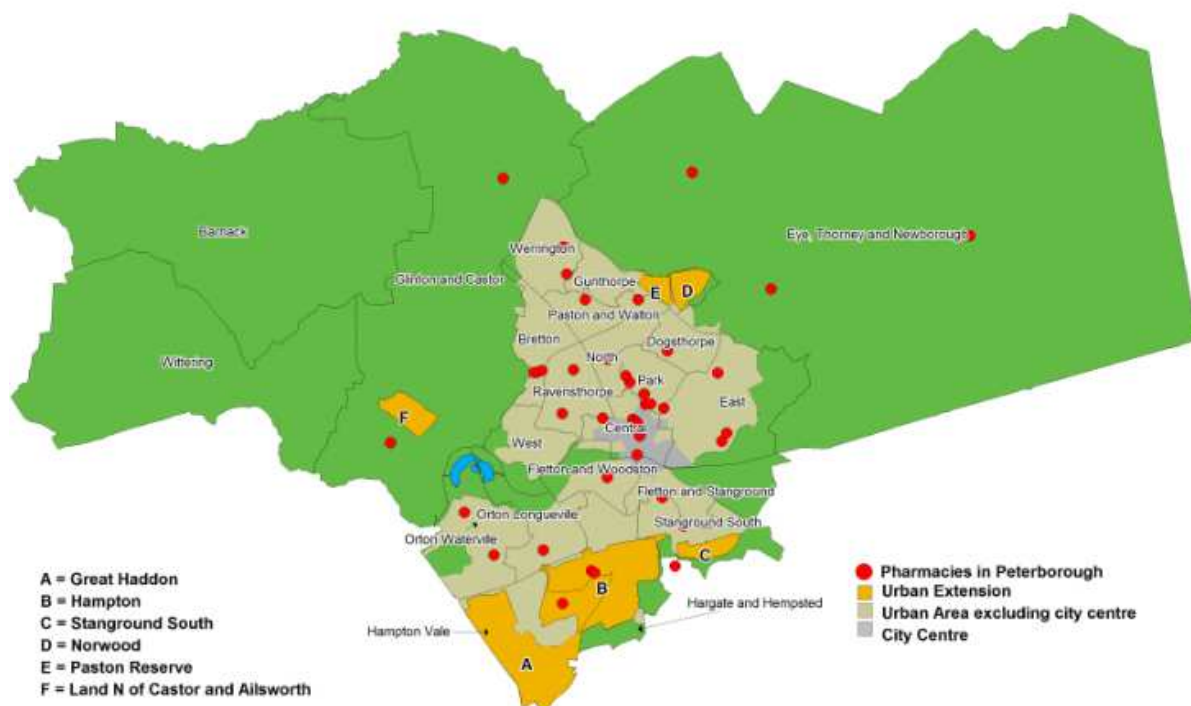 Barnack
Werrington
Eye, Thorney and Newborough
Glinton and Castor
Gunthorpe
E
D
Paston and Walton
Bretton
Dogsthorpe
North
Wittering
Park
Ravensthorpe
East
F
Central
West
Fletton and Woodston
Fletton and Stanground
Orton Longueville
Stanground South
Orton Waterville
C
B
Hargate and Hempsted
Hampton Vale
A
A = Great Haddon
B = Hampton
C = Stanground South
D = Norwood
E = Paston Reserve
F = Land N of Castor and Ailsworth
Pharmacies in Peterborough
Urban Extension
Urban Area excluding city centre
City Centre